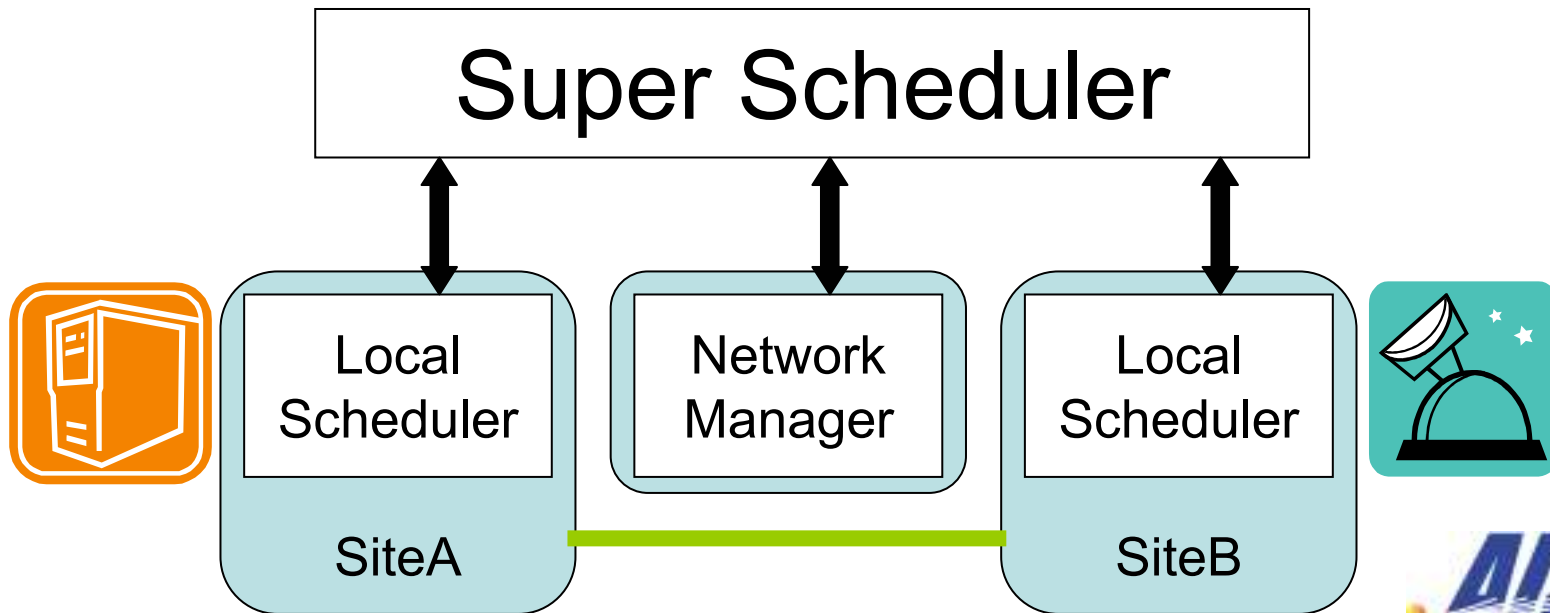 Super Scheduler
Local
Scheduler
Network
Manager
Local
Scheduler
SiteA
SiteB